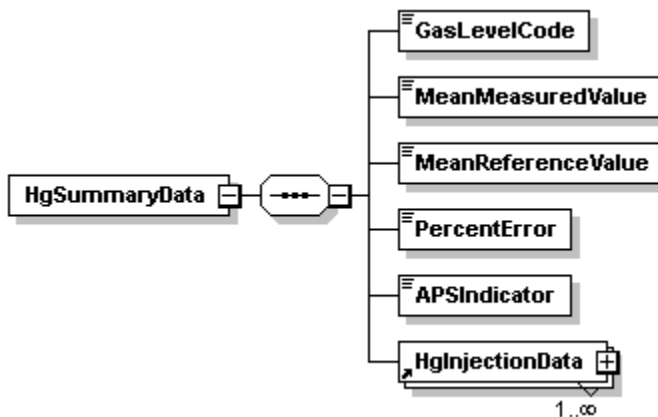 GasLevelCode
MeanMeasuredValue
MeanReferenceValue
HgSummaryData
PercentError
APSIndicator
HgInjectionData
1..∞